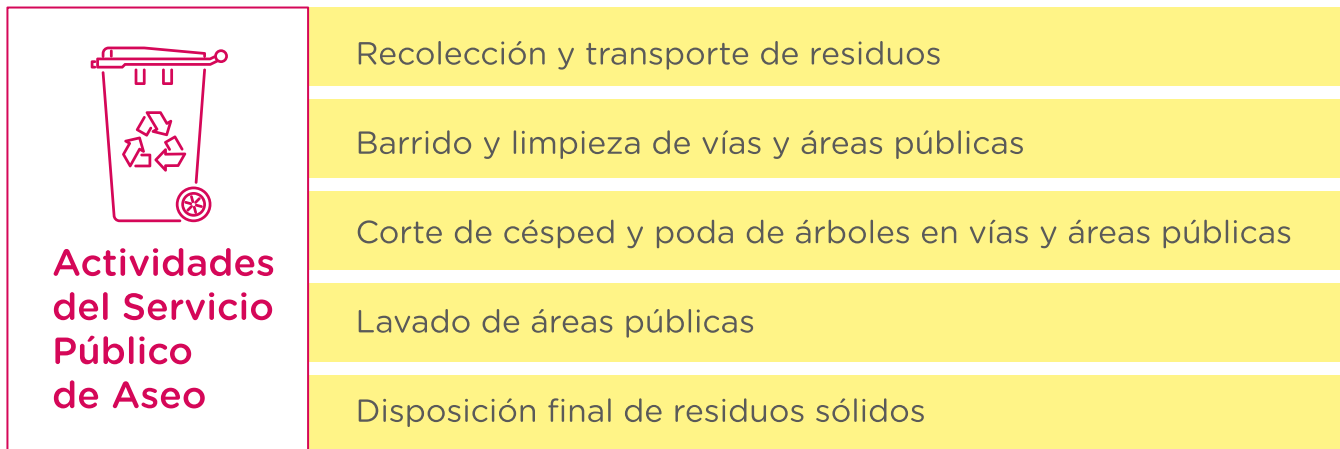 Actividades
del Servicio
Público
de Aseo
Recolección y transporte de residuos
Barrido y limpieza de vías y áreas públicas
Corte de césped y poda de árboles en vías y áreas públicas
Lavado de áreas públicas
Disposición final de residuos sólidos